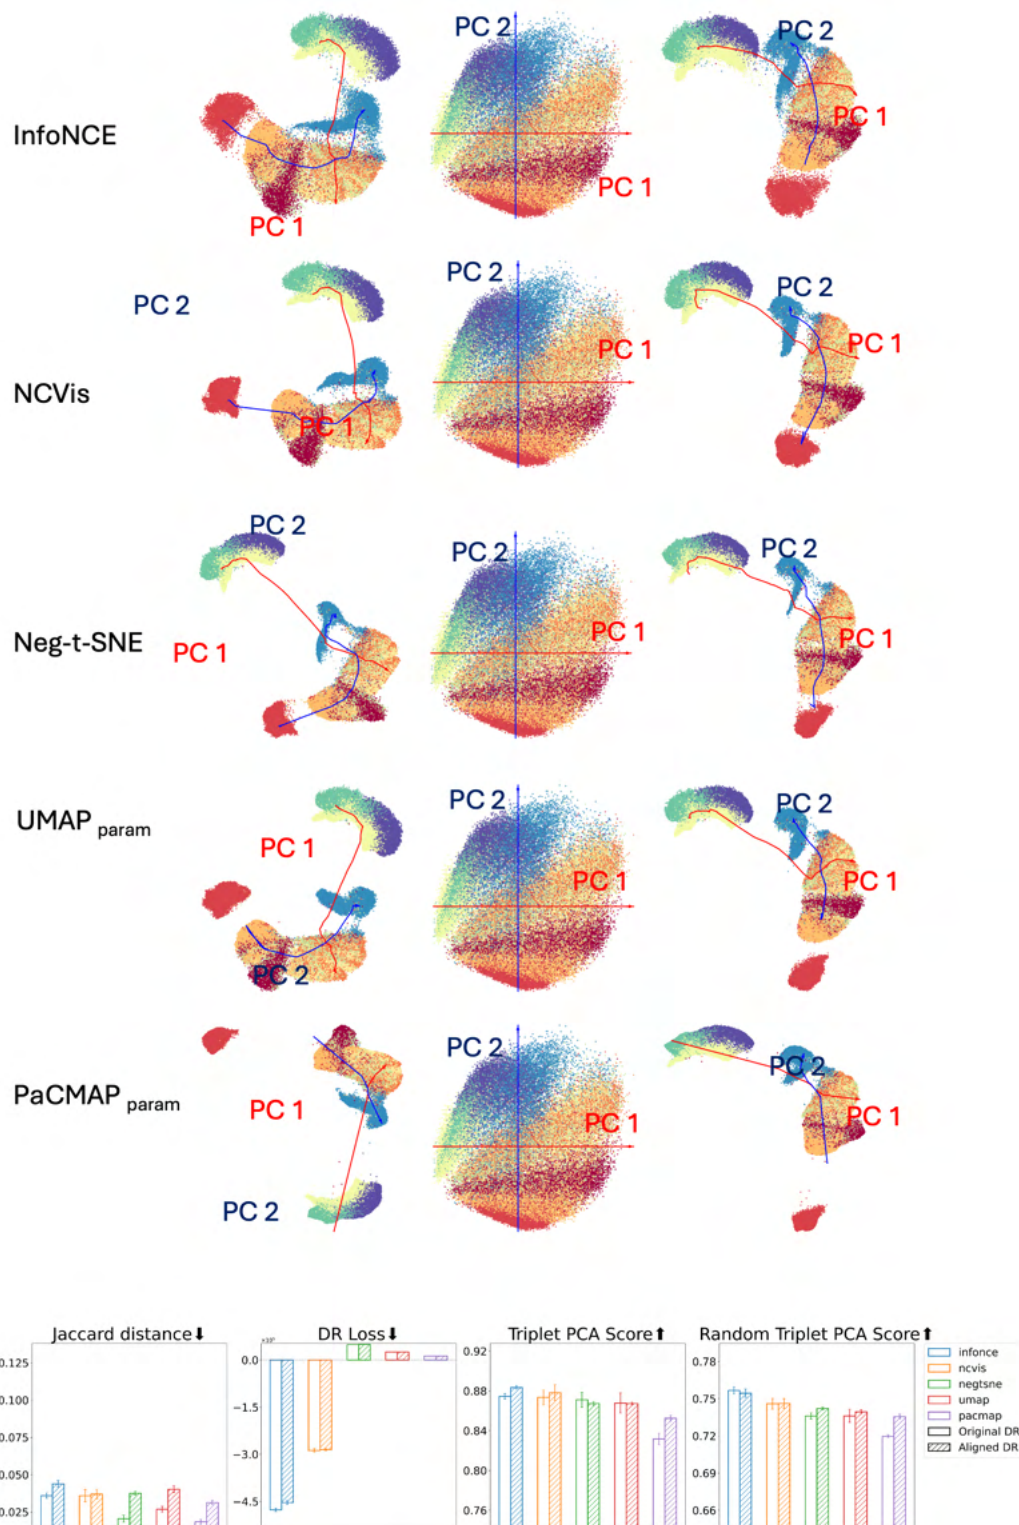 PC 2
PC 2
InfoNCE
PC 1
PC 1
PC 1
PC 2
PC 2
PC 2
PC 1
PC 1
NCVis
PC 1
PC 2
PC 2
PC 2
Neg-t-SNE
PC 1
PC 1
PC 1
PC 2
PC 2
UMAP param
PC 1
PC 1
PC 1
PC 2
PC 2
PC 2
PaCMAP param
PC 1
PC 1
PC 1
PC 2
Jaccard distance⬇
DR Loss⬇
Triplet PCA Score⬆
Random Triplet PCA Score⬆
0.125
0.100
0.075
0.050
0.025
0.0
−1.5
−3.0
−4.5
0.92
0.88
0.84
0.80
0.76
0.78
0.75
0.72
0.69
0.66
infonce
ncvis
negtsne
umap
pacmap
Original DR
Aligned DR